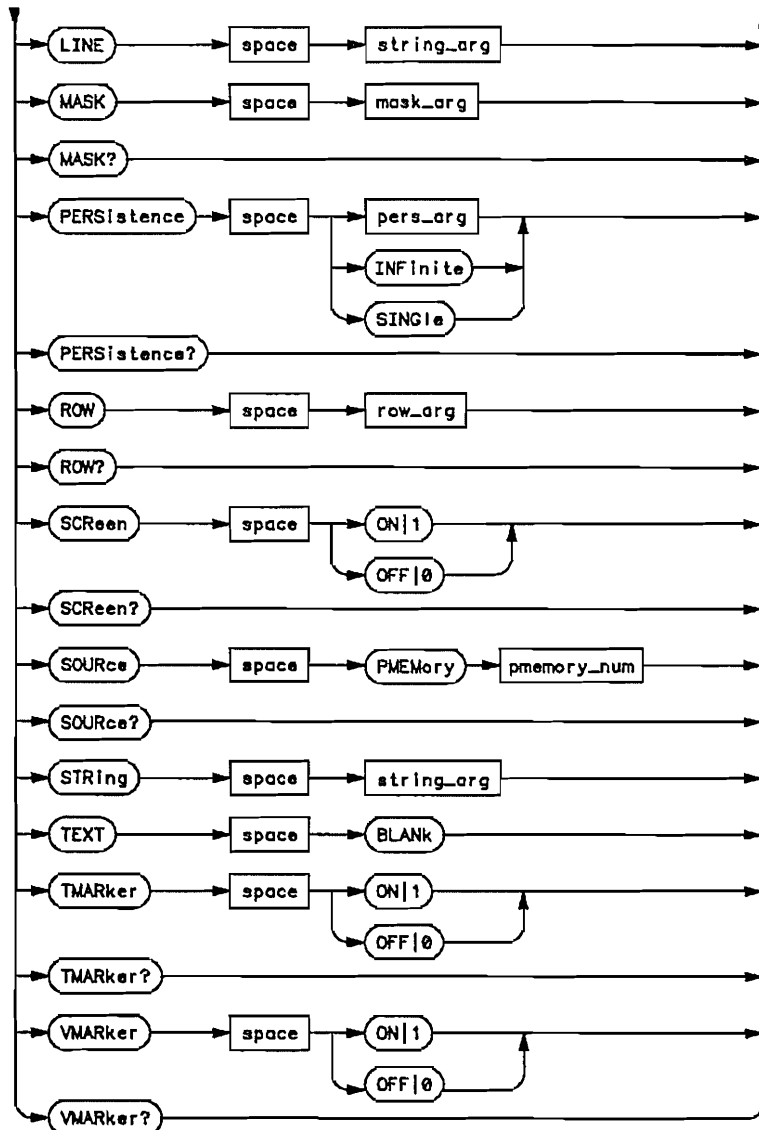 LINE space string_arg
MASK space mask_arg
MASK?
PERSistence space pers_arg
INFinite
SINGle
PERSistence?
ROW space row_arg
ROW?
SCReen space ON|1
OFF|0
SCReen?
SOURce space PMEMory pmemory_num
SOURce?
STRing space string_arg
TEXT space BLANk
TMARker space ON|1
OFF|0
TMARker?
VMARker space ON|1
OFF|0
VMARker?